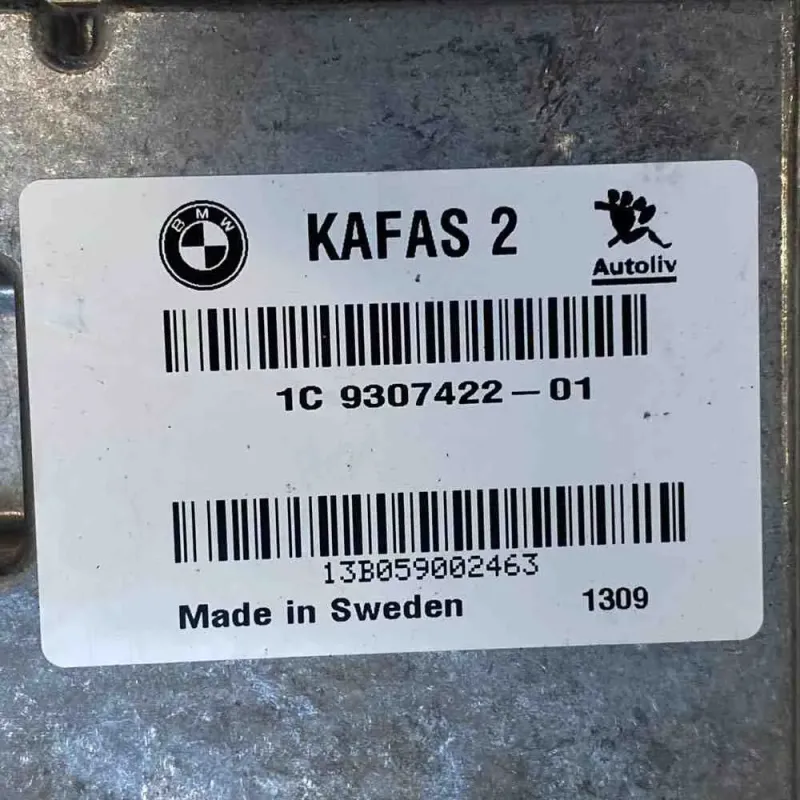 BMW KAFAS 2 Autoliv
1C 9307422-01
13B059002463
Made in Sweden 1309